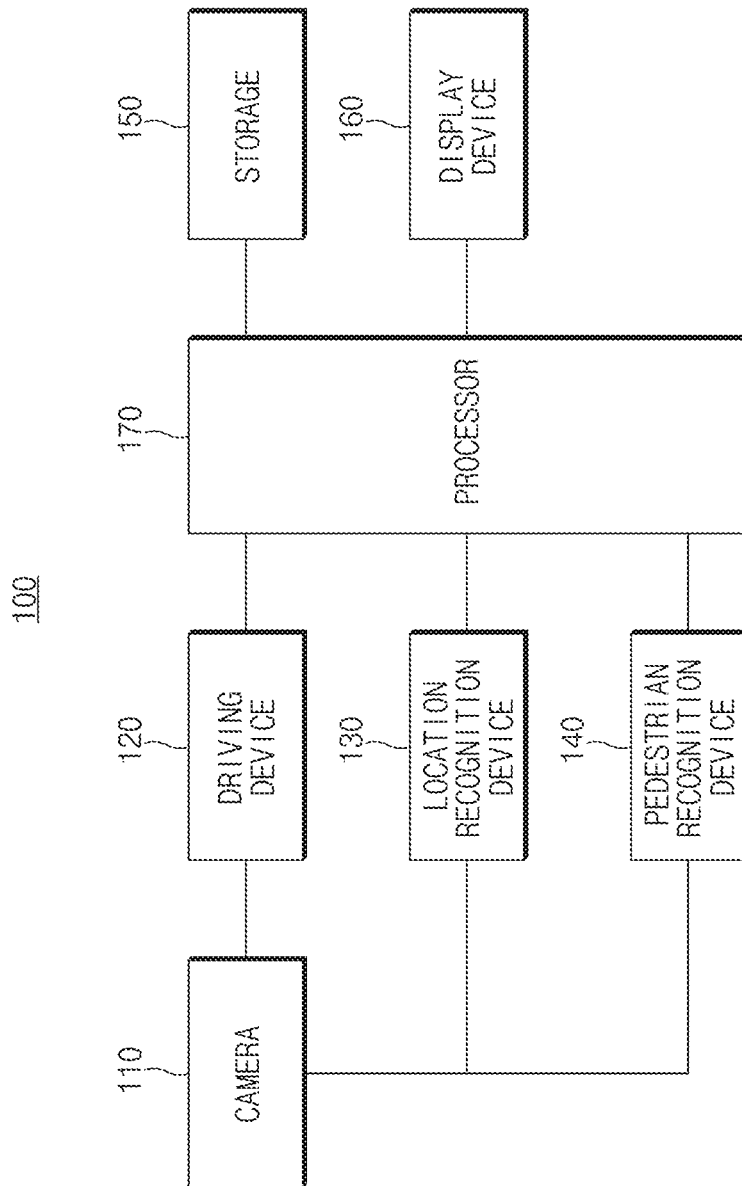 100
110
CAMERA
120
DRIVING
DEVICE
130
LOCATION
RECOGNITION
DEVICE
140
PEDESTRIAN
RECOGNITION
DEVICE
170
PROCESSOR
150
STORAGE
160
DISPLAY
DEVICE